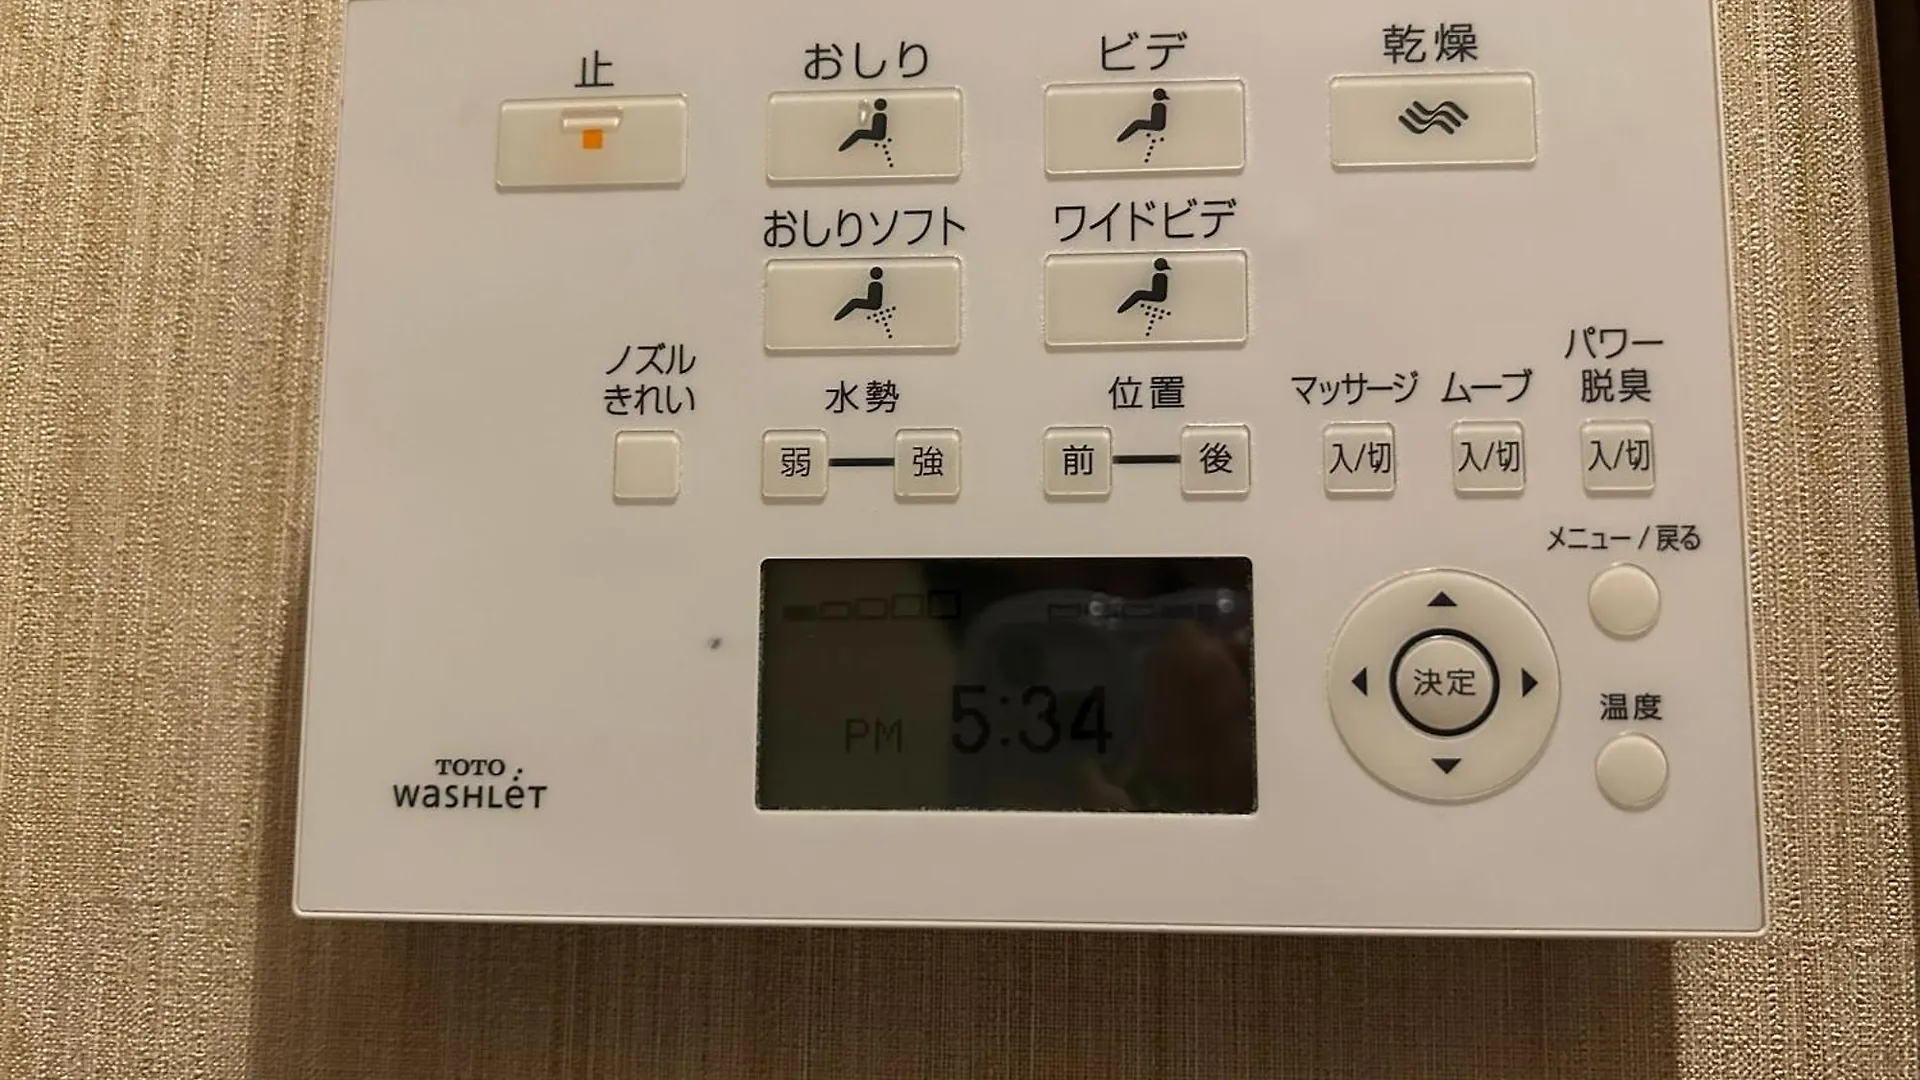 止 おしり ビデ 乾燥
おしりソフト ワイドビデ
ノズル
きれい
水勢 位置 マッサージ ムーブ
パワー
脱臭
弱 強 前 後 入/切 入/切 入/切
メニュー/戻る
決定
温度
PM 5:34
TOTO
WASHLET